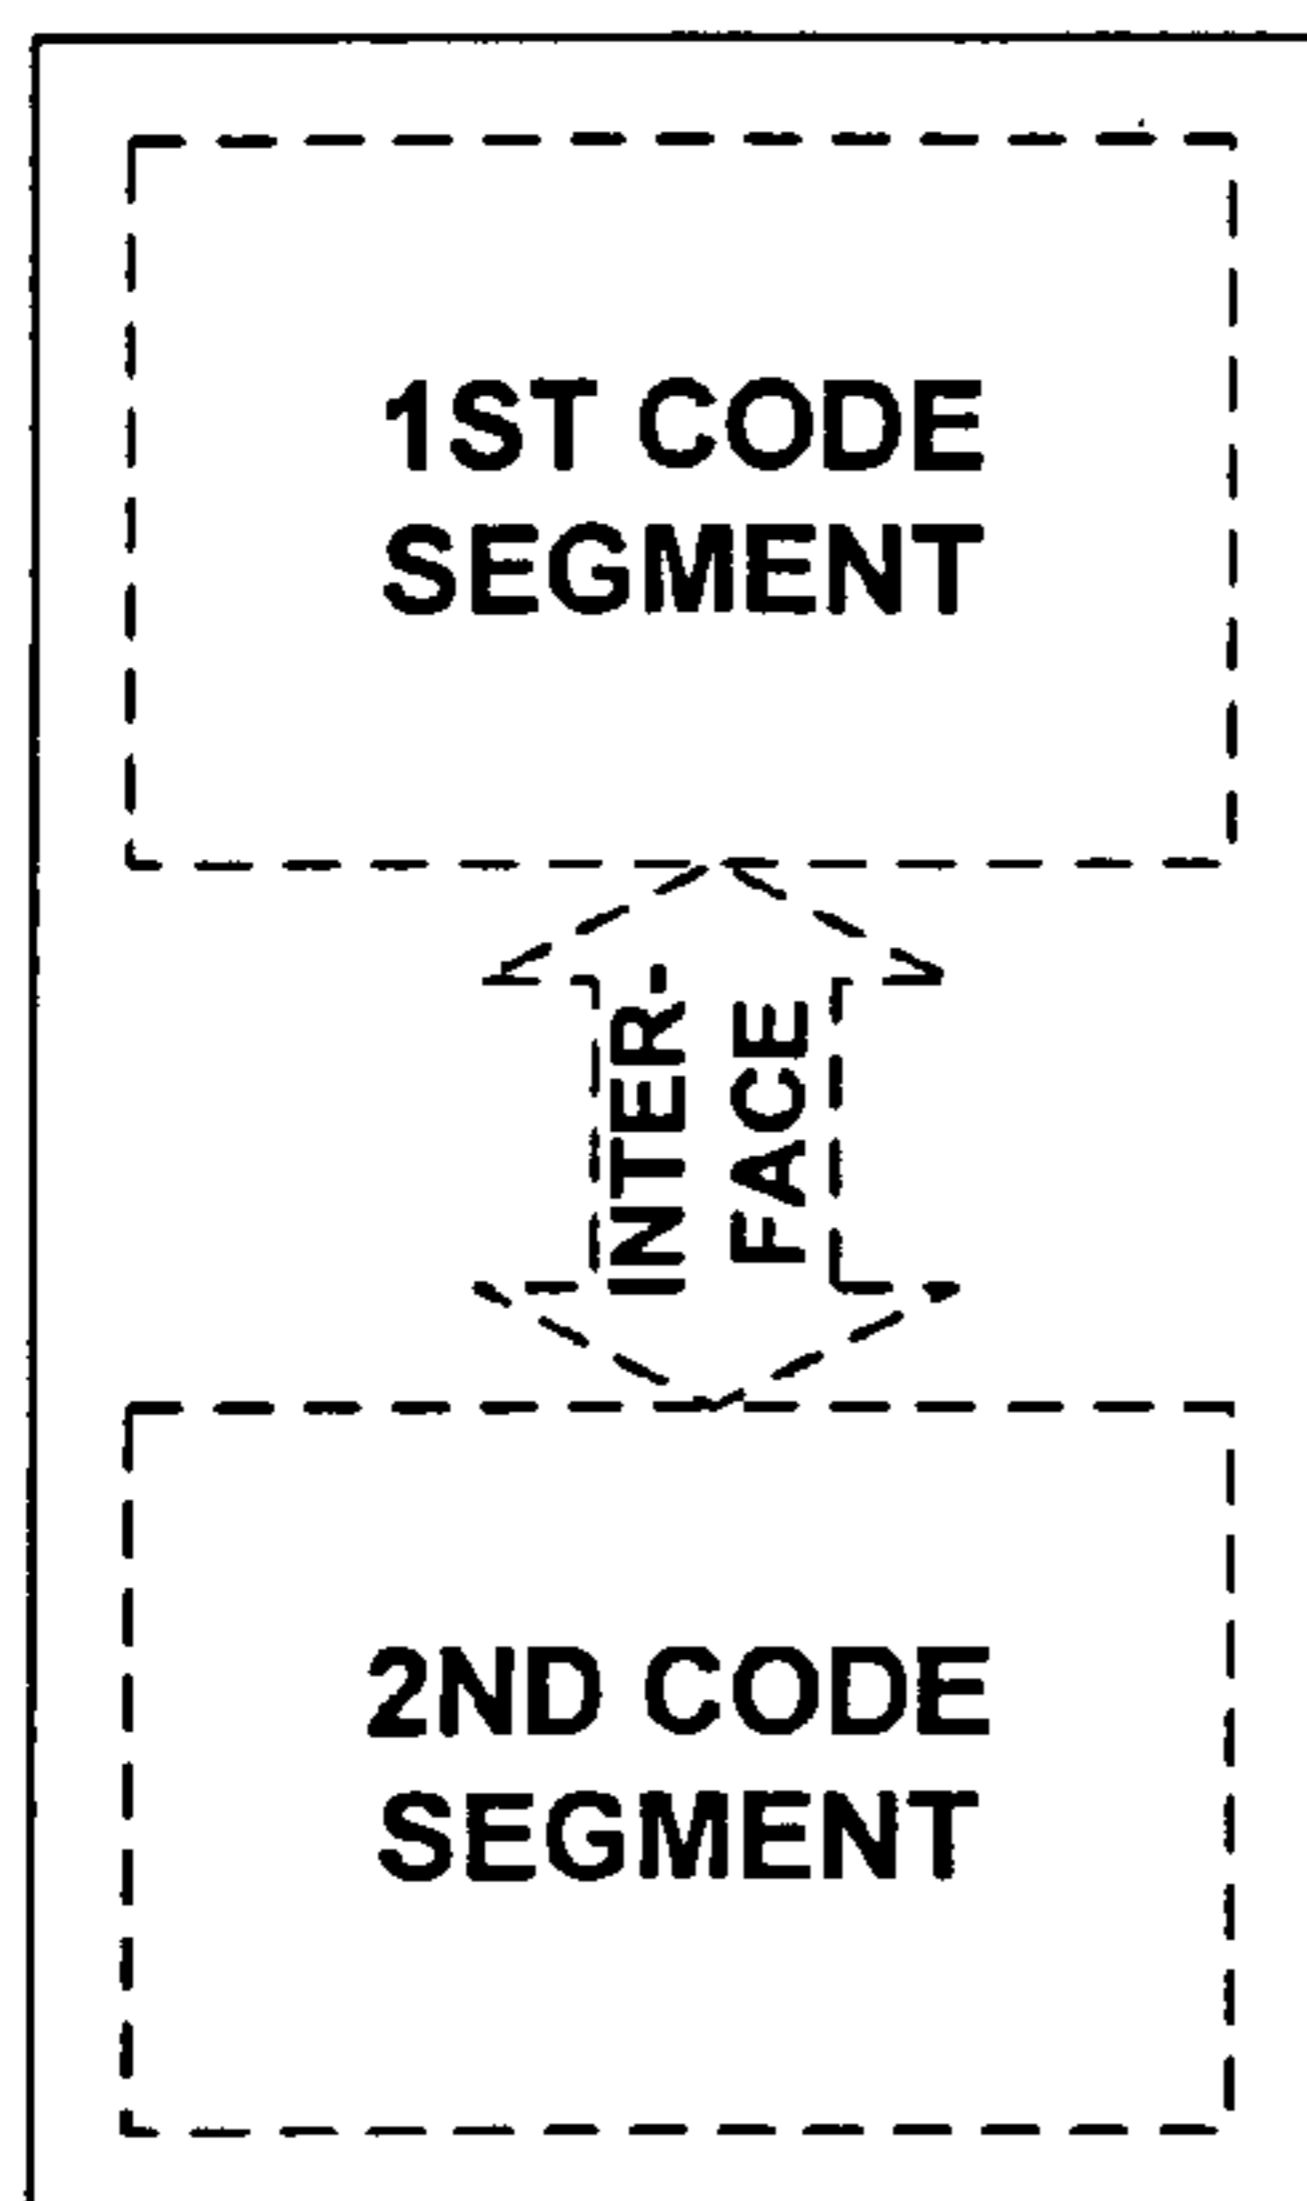 1ST CODE
SEGMENT
INTER-
FACE
2ND CODE
SEGMENT